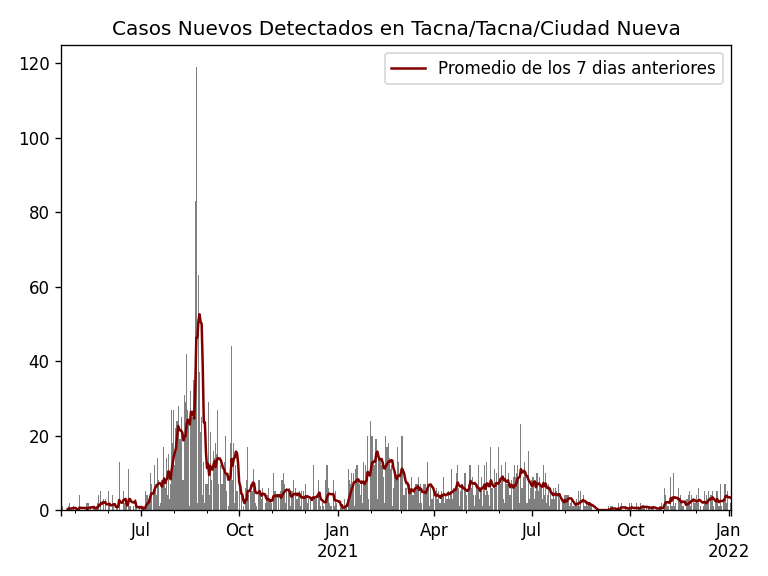 Casos Nuevos Detectados en Tacna/Tacna/Ciudad Nueva
Promedio de los 7 dias anteriores
120
100
80
60
40
20
0
Jul
Oct
Jan
2021
Apr
Jul
Oct
Jan
2022